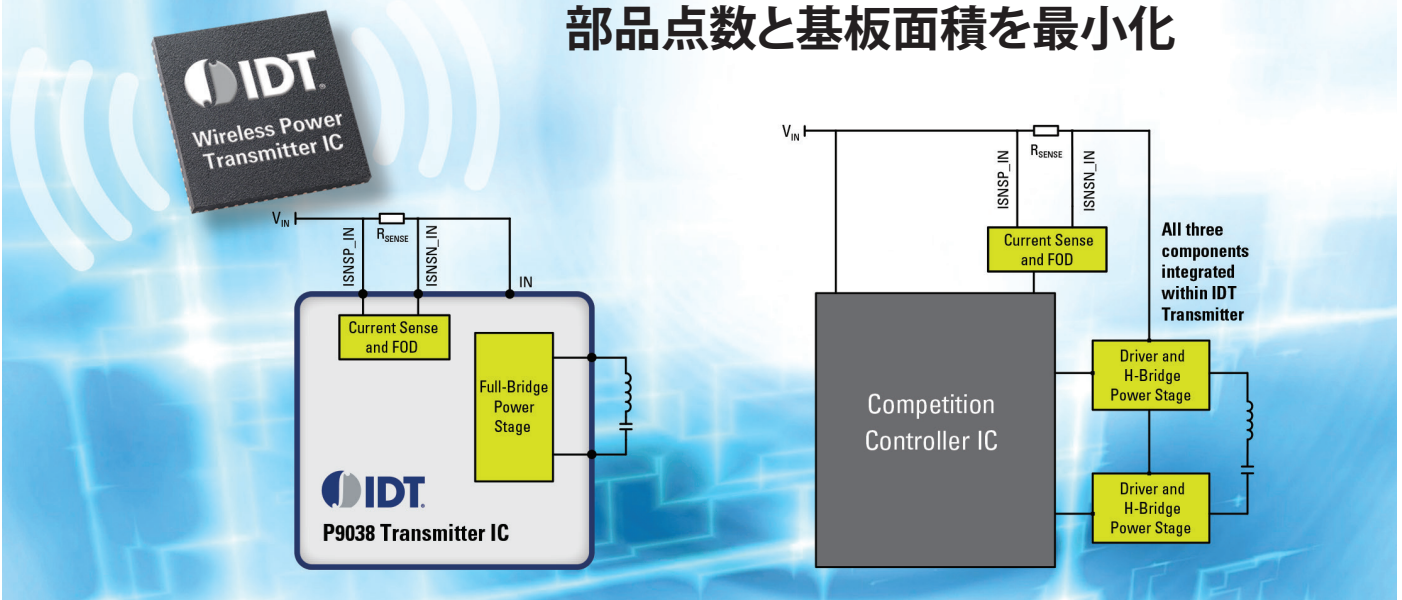 部品点数と基板面積を最小化
IDT
Wireless Power
Transmitter IC
VIN
RSENSE
ISNSP_IN
ISNSN_IN
IN
Current Sense
and FOD
Full-Bridge
Power
Stage
IDT
P9038 Transmitter IC
VIN
RSENSE
ISNSP_IN
ISNSN_IN
Current Sense
and FOD
All three
components
integrated
within IDT
Transmitter
Competition
Controller IC
Driver and
H-Bridge
Power Stage
Driver and
H-Bridge
Power Stage